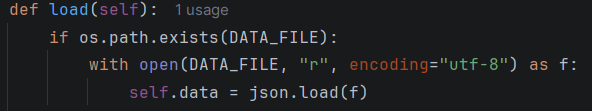 def load(self): 1 usage
    if os.path.exists(DATA_FILE):
        with open(DATA_FILE, "r", encoding="utf-8") as f:
            self.data = json.load(f)